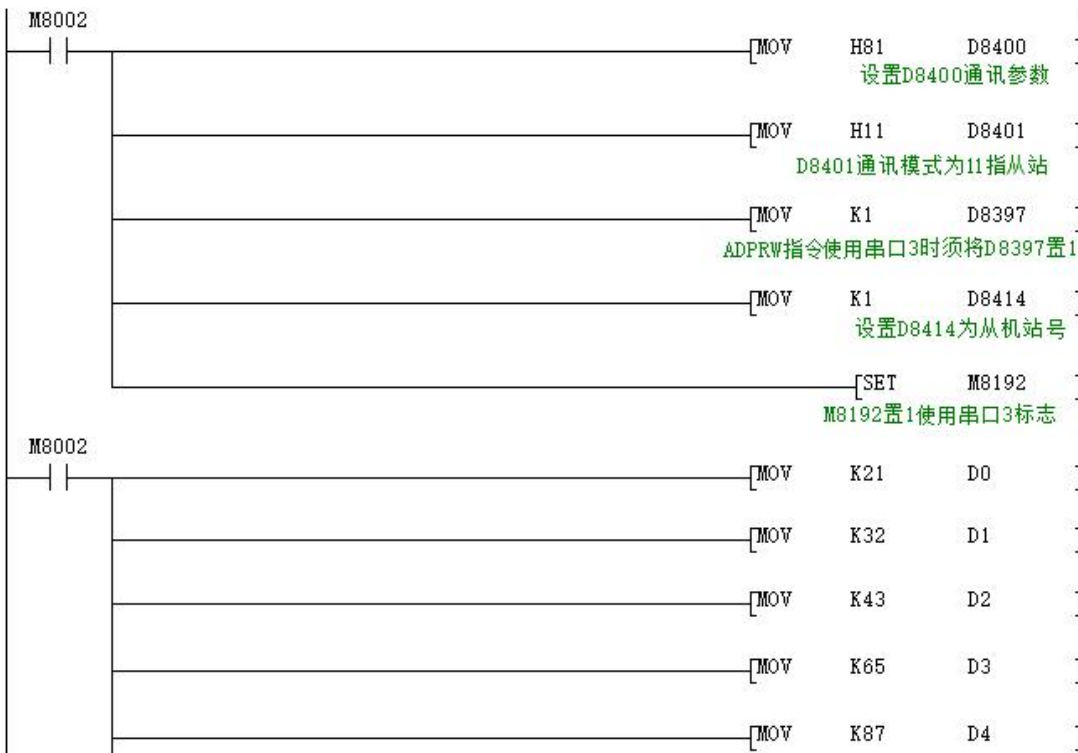 M8002
MOV H81 D8400
设置D8400通讯参数
MOV H11 D8401
D8401通讯模式为11指从站
MOV K1 D8397
ADPRW指令使用串口3时须将D8397置1
MOV K1 D8414
设置D8414为从机站号
SET M8192
M8192置1使用串口3标志
M8002
MOV K21 D0
MOV K32 D1
MOV K43 D2
MOV K65 D3
MOV K87 D4